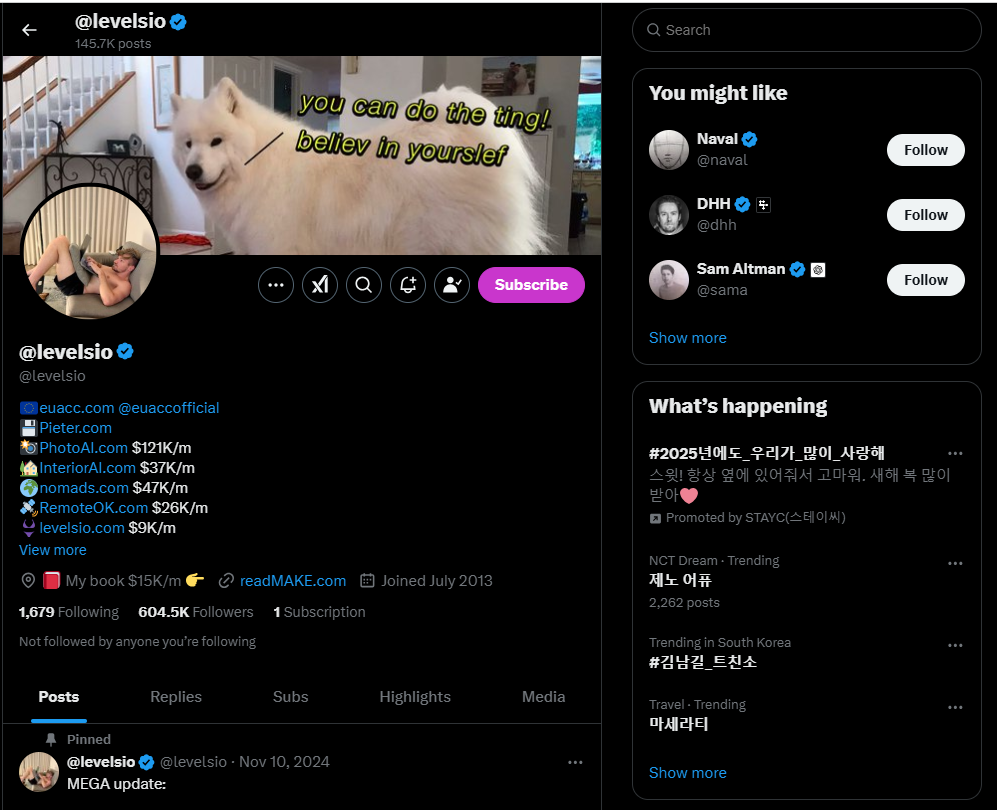 @levelsio
145.7K posts
you can do the ting!
believ in yourslef
Subscribe
@levelsio
@levelsio
euacc.com @euaccofficial
Pieter.com
PhotoAI.com $121K/m
InteriorAI.com $37K/m
nomads.com $47K/m
RemoteOK.com $26K/m
levelsio.com $9K/m
View more
My book $15K/m 👉 readMAKE.com Joined July 2013
1,679 Following 604.5K Followers 1 Subscription
Not followed by anyone you're following
Posts Replies Subs Highlights Media
Pinned
@levelsio @levelsio · Nov 10, 2024
MEGA update:
Search
You might like
Naval
@naval
Follow
DHH
@dhh
Follow
Sam Altman
@sama
Follow
Show more
What's happening
#2025년에도_우리가_많이_사랑해
스윗! 항상 옆에 있어줘서 고마워. 새해 복 많이
받아
Promoted by STAYC(스테이씨)
NCT Dream · Trending
제노 어퓨
2,262 posts
Trending in South Korea
#김남길_트친소
Travel · Trending
마세라티
Show more